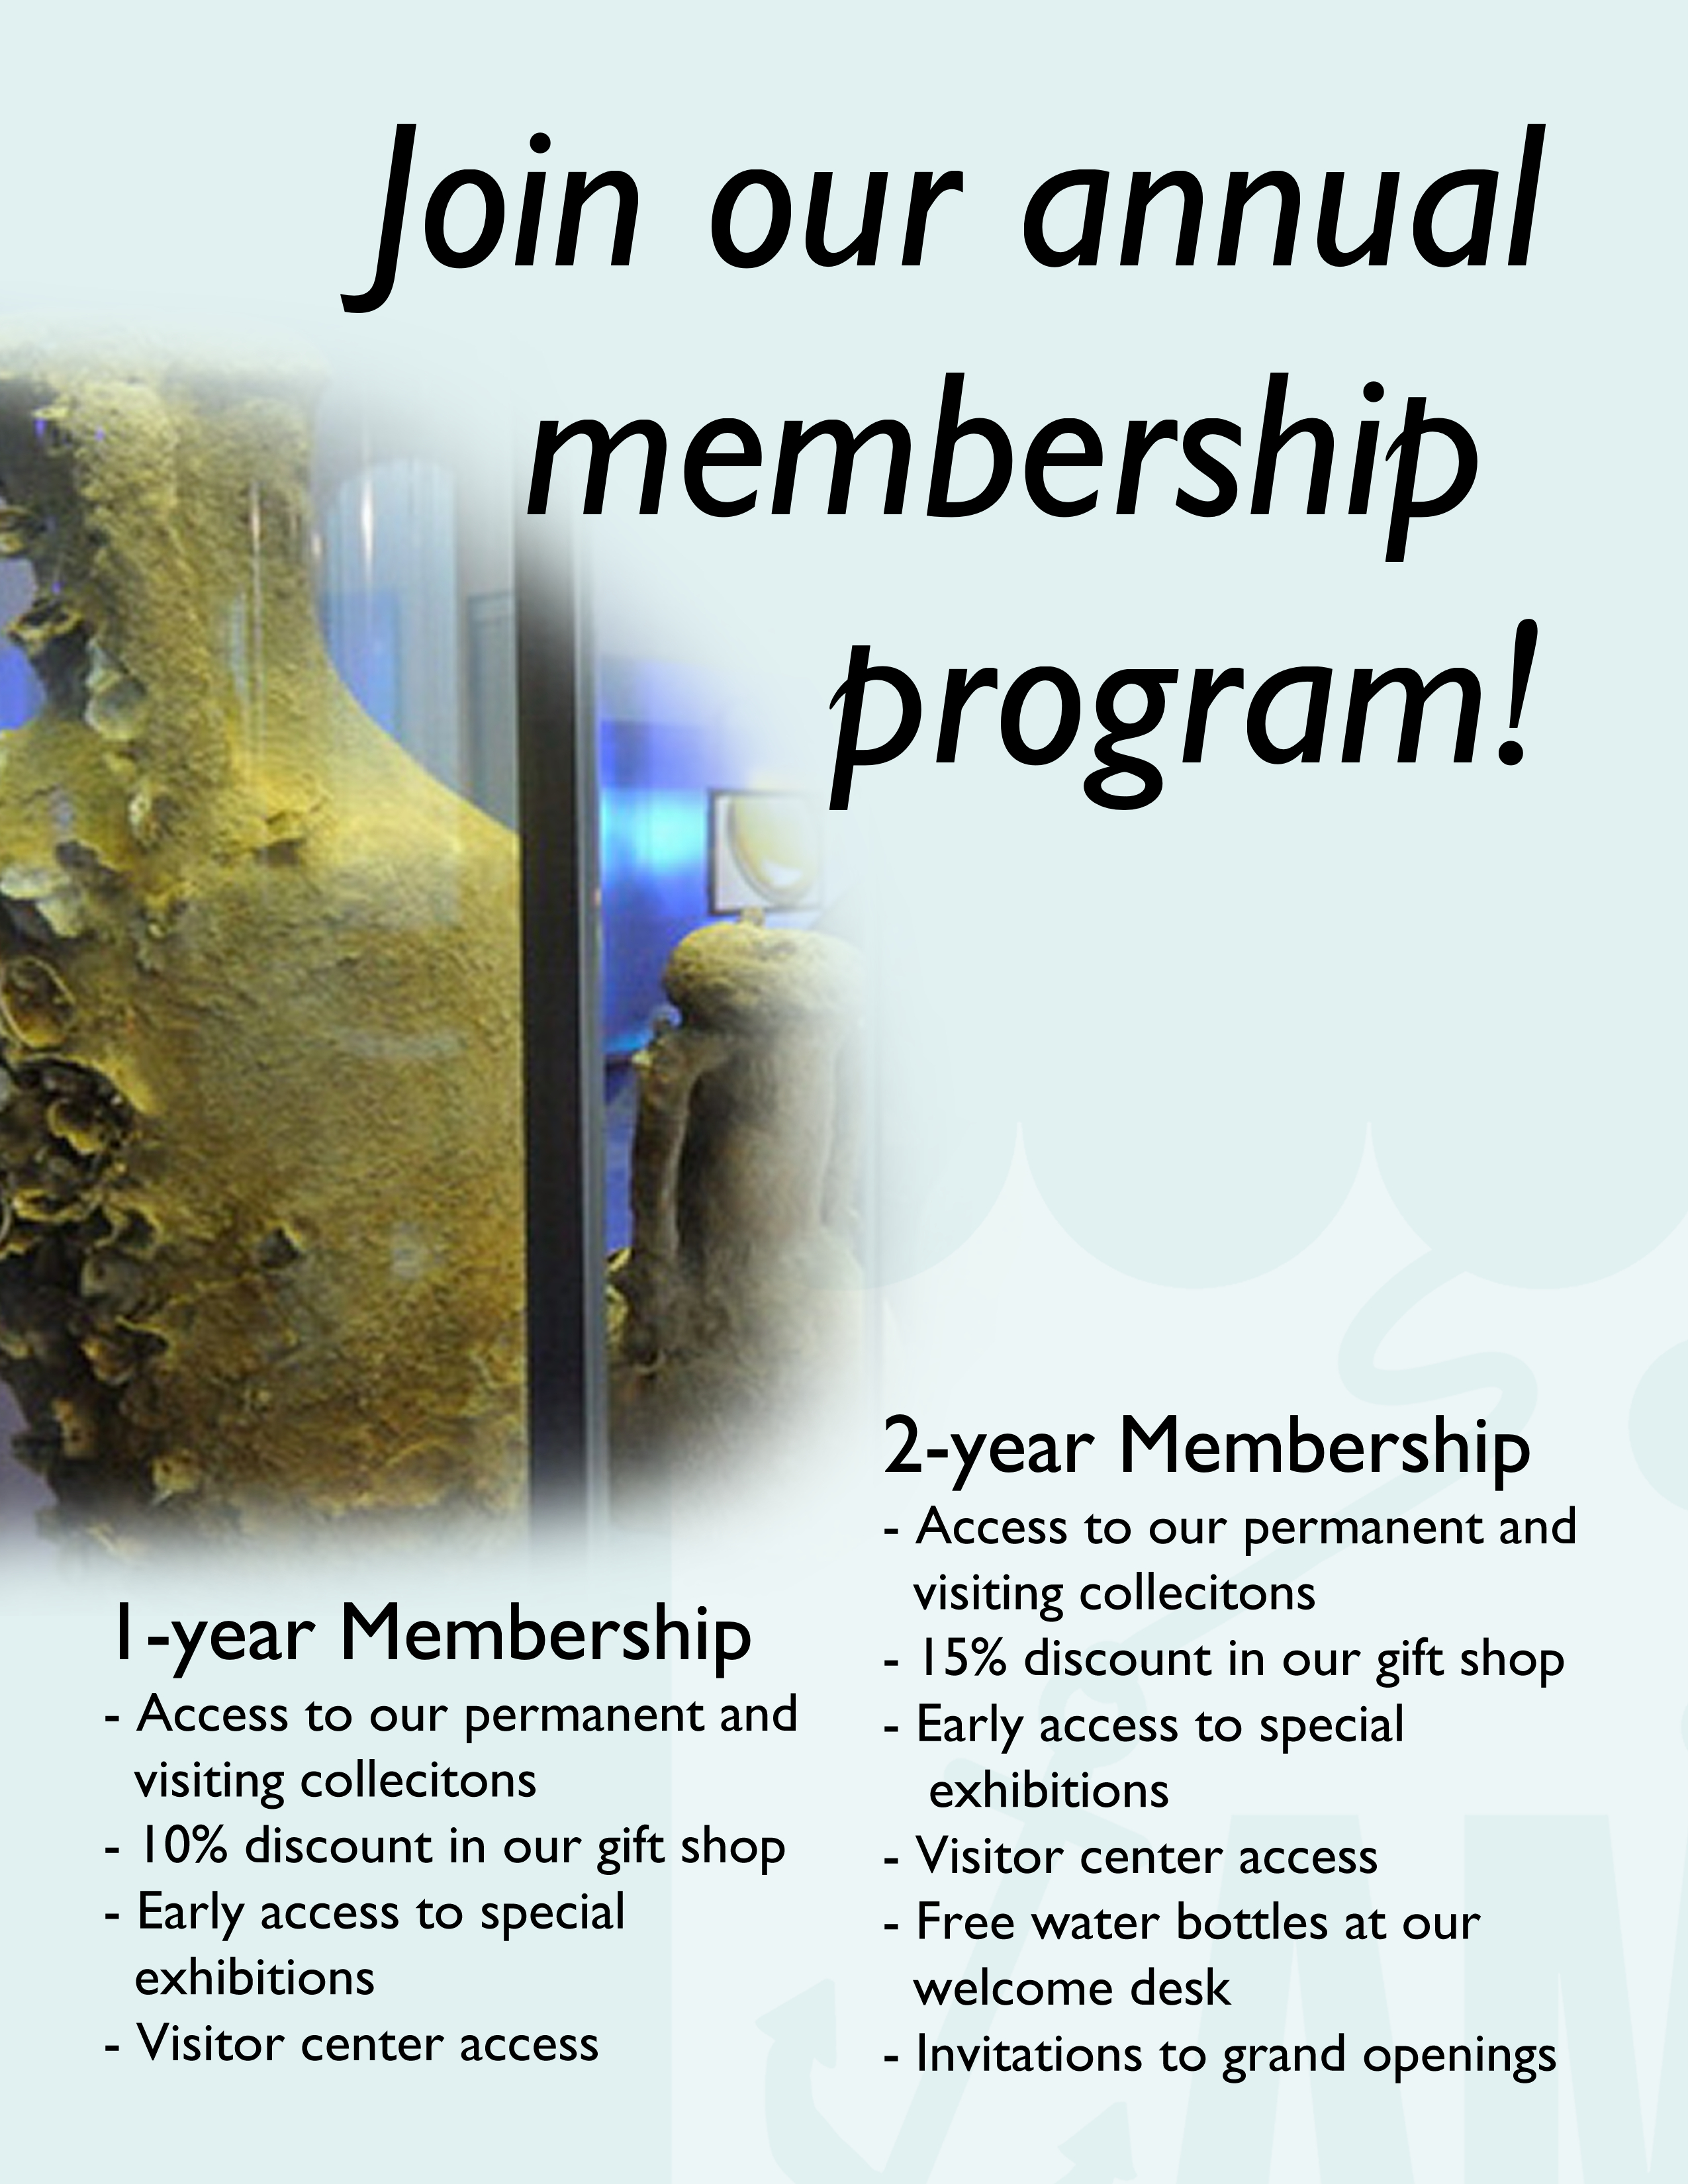 Join our annual
membership
program!
1-year Membership
- Access to our permanent and
visiting collecitons
- 10% discount in our gift shop
- Early access to special
exhibitions
- Visitor center access
2-year Membership
- Access to our permanent and
visiting collecitons
- 15% discount in our gift shop
- Early access to special
exhibitions
- Visitor center access
- Free water bottles at our
welcome desk
- Invitations to grand openings
AM